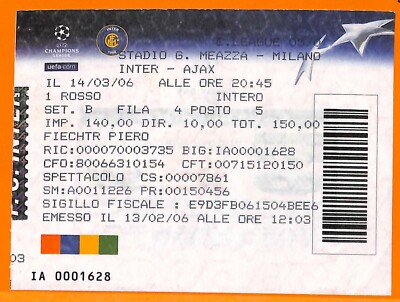 UEFA
CHAMPIONS
LEAGUE
uefa.com
INTER
STADIO G. MEAZZA - MILANO
INTER - AJAX
IL 14/03/06 ALLE ORE 20:45
1 ROSSO INTERO
SET. B FILA 4 POSTO 5
IMP. 140,00 DIR. 10,00 TOT. 150,00
FIECHTR PIERO
RIC:000070003735 BIG:IA00001628
CFO:80066310154 CFT:00715120150
SPETTACOLO CS:00007861
SM:A0011226 PR:00150456
SIGILLO FISCALE : E9D3FB061504BEE6
EMESSO IL 13/02/06 ALLE ORE 12:03
03
IA 0001628